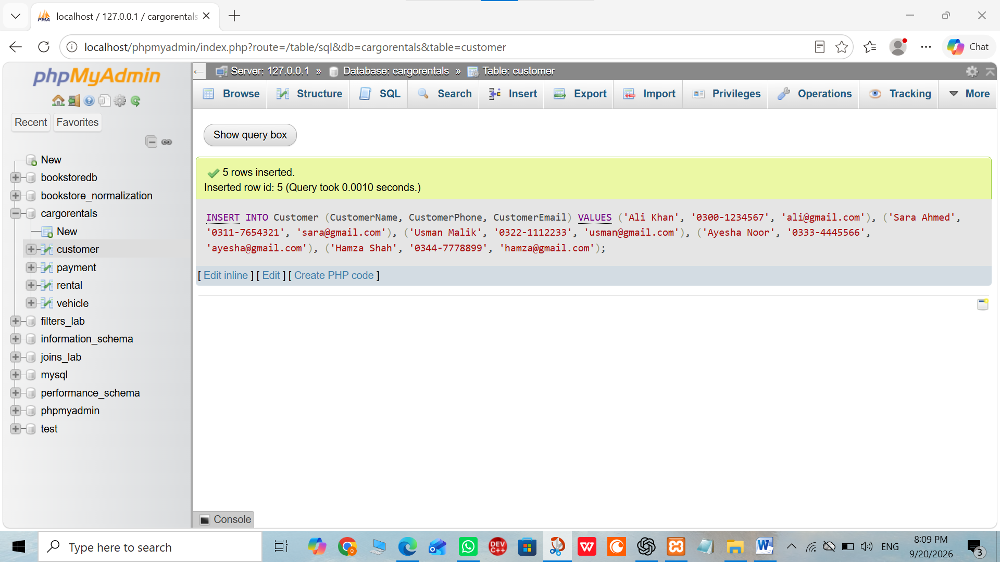 localhost / 127.0.0.1 / cargorentals
localhost/phpmyadmin/index.php?route=/table/sql&db=cargorentals&table=customer
Chat
phpMyAdmin
Recent
Favorites
New
bookstoredb
bookstore_normalization
cargorentals
New
customer
payment
rental
vehicle
filters_lab
information_schema
joins_lab
mysql
performance_schema
phpmyadmin
test
Server: 127.0.0.1 » Database: cargorentals » Table: customer
Browse
Structure
SQL
Search
Insert
Export
Import
Privileges
Operations
Tracking
More
Show query box
5 rows inserted.
Inserted row id: 5 (Query took 0.0010 seconds.)
INSERT INTO Customer (CustomerName, CustomerPhone, CustomerEmail) VALUES ('Ali Khan', '0300-1234567', 'ali@gmail.com'), ('Sara Ahmed',
'0311-7654321', 'sara@gmail.com'), ('Usman Malik', '0322-1112233', 'usman@gmail.com'), ('Ayesha Noor', '0333-4445566',
'ayesha@gmail.com'), ('Hamza Shah', '0344-7778899', 'hamza@gmail.com');
[ Edit inline ] [ Edit ] [ Create PHP code ]
Console
Type here to search
DEV C++
ENG
8:09 PM
9/20/2026
3